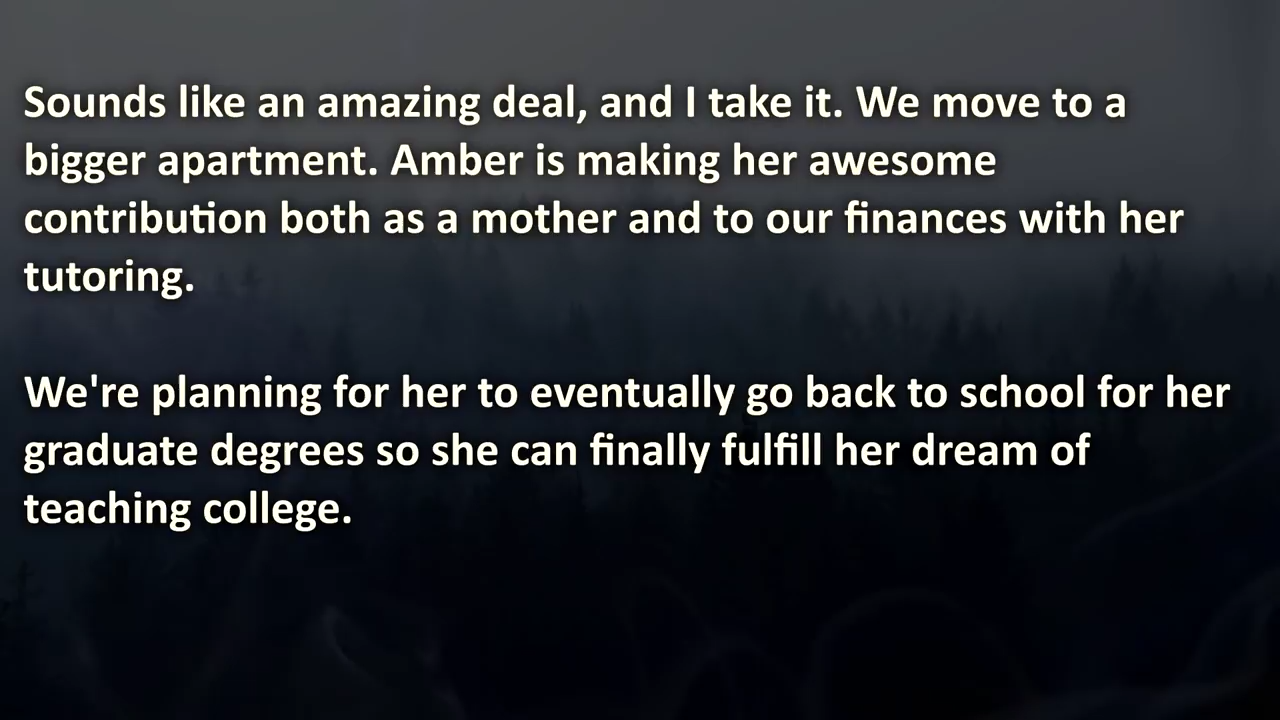 Sounds like an amazing deal, and I take it. We move to a
bigger apartment. Amber is making her awesome
contribution both as a mother and to our finances with her
tutoring.
We're planning for her to eventually go back to school for her
graduate degrees so she can finally fulfill her dream of
teaching college.